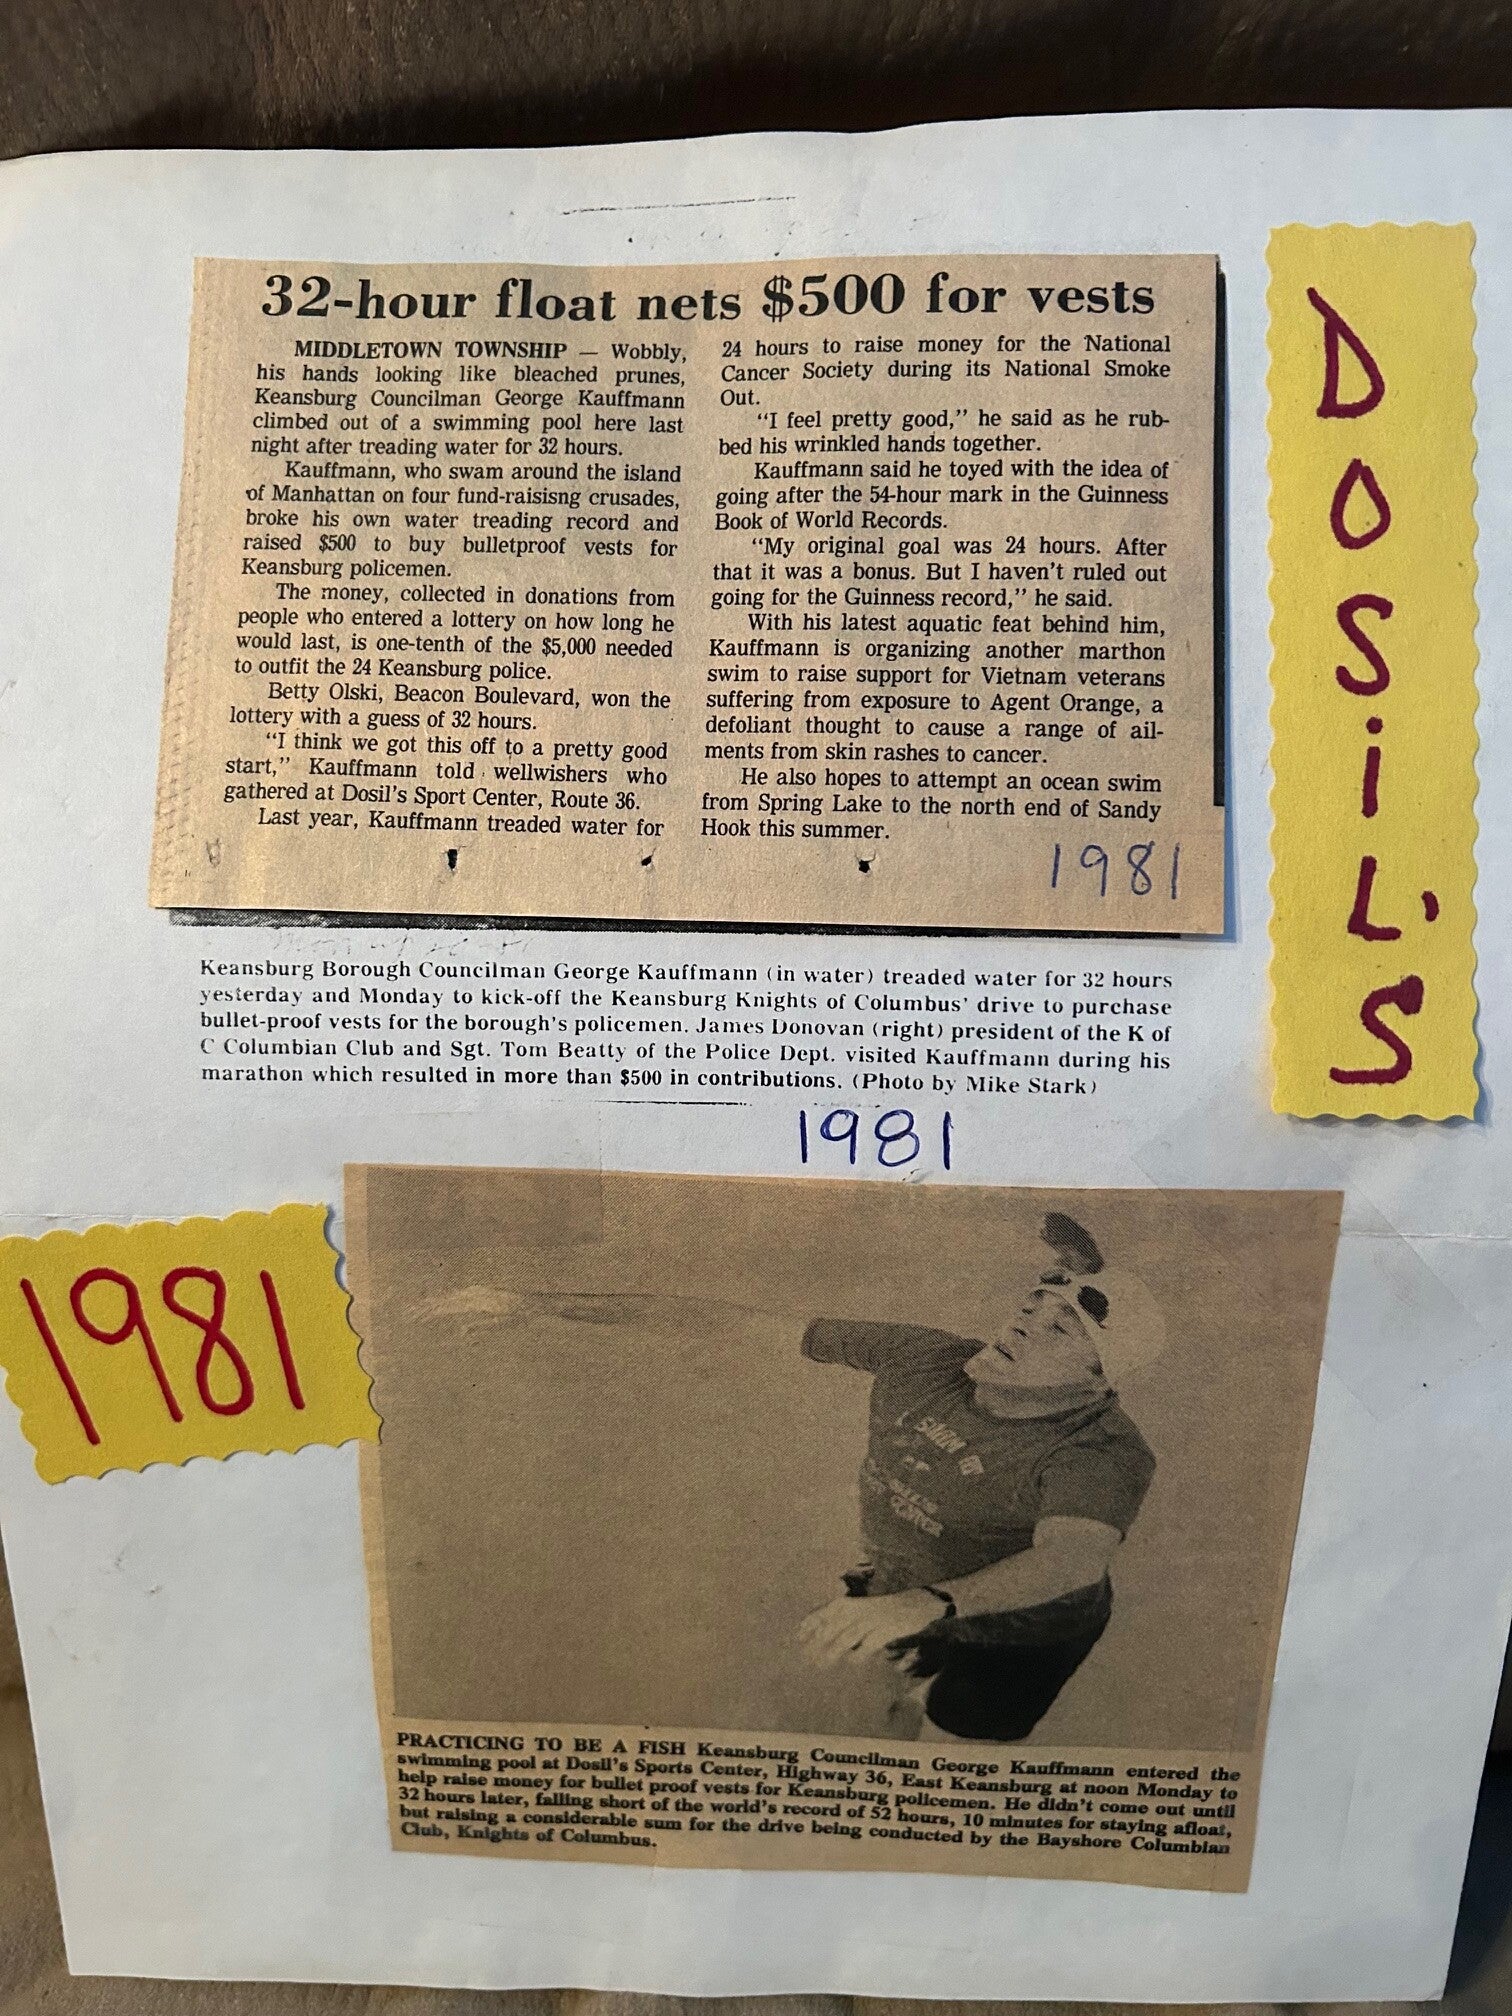 32-hour float nets $500 for vests
MIDDLETOWN TOWNSHIP — Wobbly,
his hands looking like bleached prunes,
Keansburg Councilman George Kauffmann
climbed out of a swimming pool here last
night after treading water for 32 hours.
Kauffmann, who swam around the island
of Manhattan on four fund-raisisng crusades,
broke his own water treading record and
raised $500 to buy bulletproof vests for
Keansburg policemen.
The money, collected in donations from
people who entered a lottery on how long he
would last, is one-tenth of the $5,000 needed
to outfit the 24 Keansburg police.
Betty Olski, Beacon Boulevard, won the
lottery with a guess of 32 hours.
“I think we got this off to a pretty good
start,” Kauffmann told wellwishers who
gathered at Dosil’s Sport Center, Route 36.
Last year, Kauffmann treaded water for
24 hours to raise money for the National
Cancer Society during its National Smoke
Out.
“I feel pretty good,” he said as he rub-
bed his wrinkled hands together.
Kauffmann said he toyed with the idea of
going after the 54-hour mark in the Guinness
Book of World Records.
“My original goal was 24 hours. After
that it was a bonus. But I haven’t ruled out
going for the Guinness record,” he said.
With his latest aquatic feat behind him,
Kauffmann is organizing another marthon
swim to raise support for Vietnam veterans
suffering from exposure to Agent Orange, a
defoliant thought to cause a range of ail-
ments from skin rashes to cancer.
He also hopes to attempt an ocean swim
from Spring Lake to the north end of Sandy
Hook this summer.
1981
DOSiL'S
Keansburg Borough Councilman George Kauffmann (in water) treaded water for 32 hours
yesterday and Monday to kick-off the Keansburg Knights of Columbus’ drive to purchase
bullet-proof vests for the borough’s policemen. James Donovan (right) president of the K of
C Columbian Club and Sgt. Tom Beatty of the Police Dept. visited Kauffmann during his
marathon which resulted in more than $500 in contributions. (Photo by Mike Stark)
1981
1981
I SWAM
CENTER
PRACTICING TO BE A FISH Keansburg Councilman George Kauffmann entered the
swimming pool at Dosil’s Sports Center, Highway 36, East Keansburg at noon Monday to
help raise money for bullet proof vests for Keansburg policemen. He didn’t come out until
32 hours later, falling short of the world’s record of 52 hours, 10 minutes for staying afloat,
but raising a considerable sum for the drive being conducted by the Bayshore Columbian
Club, Knights of Columbus.